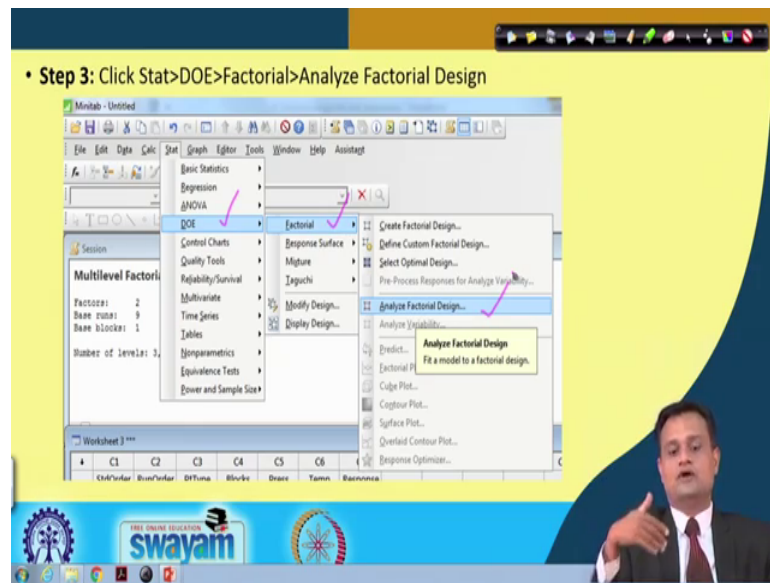 • Step 3: Click Stat>DOE>Factorial>Analyze Factorial Design
Minitab - Untitled
File Edit Data Calc Stat Graph Editor Tools Window Help Assistant
Basic Statistics
Regression
ANOVA
DOE
Control Charts
Quality Tools
Reliability/Survival
Multivariate
Time Series
Tables
Nonparametrics
Equivalence Tests
Power and Sample Size
Factorial
Response Surface
Mixture
Taguchi
Modify Design...
Display Design...
Create Factorial Design...
Define Custom Factorial Design...
Select Optimal Design...
Pre-Process Responses for Analyze Variability...
Analyze Factorial Design...
Analyze Variability...
Predict...
Factorial P
Cube Plot...
Contour Plot...
Surface Plot...
Overlaid Contour Plot...
Response Optimizer...
Analyze Factorial Design
Fit a model to a factorial design.
Session
Multilevel Factori
Factors: 2
Base runs: 9
Base blocks: 1
Number of levels: 3,
Worksheet 3 ***
C1 C2 C3 C4 C5 C6
StdOrder RunOrder PtType Blocks Press Temp Response
FREE ONLINE EDUCATION
swayam